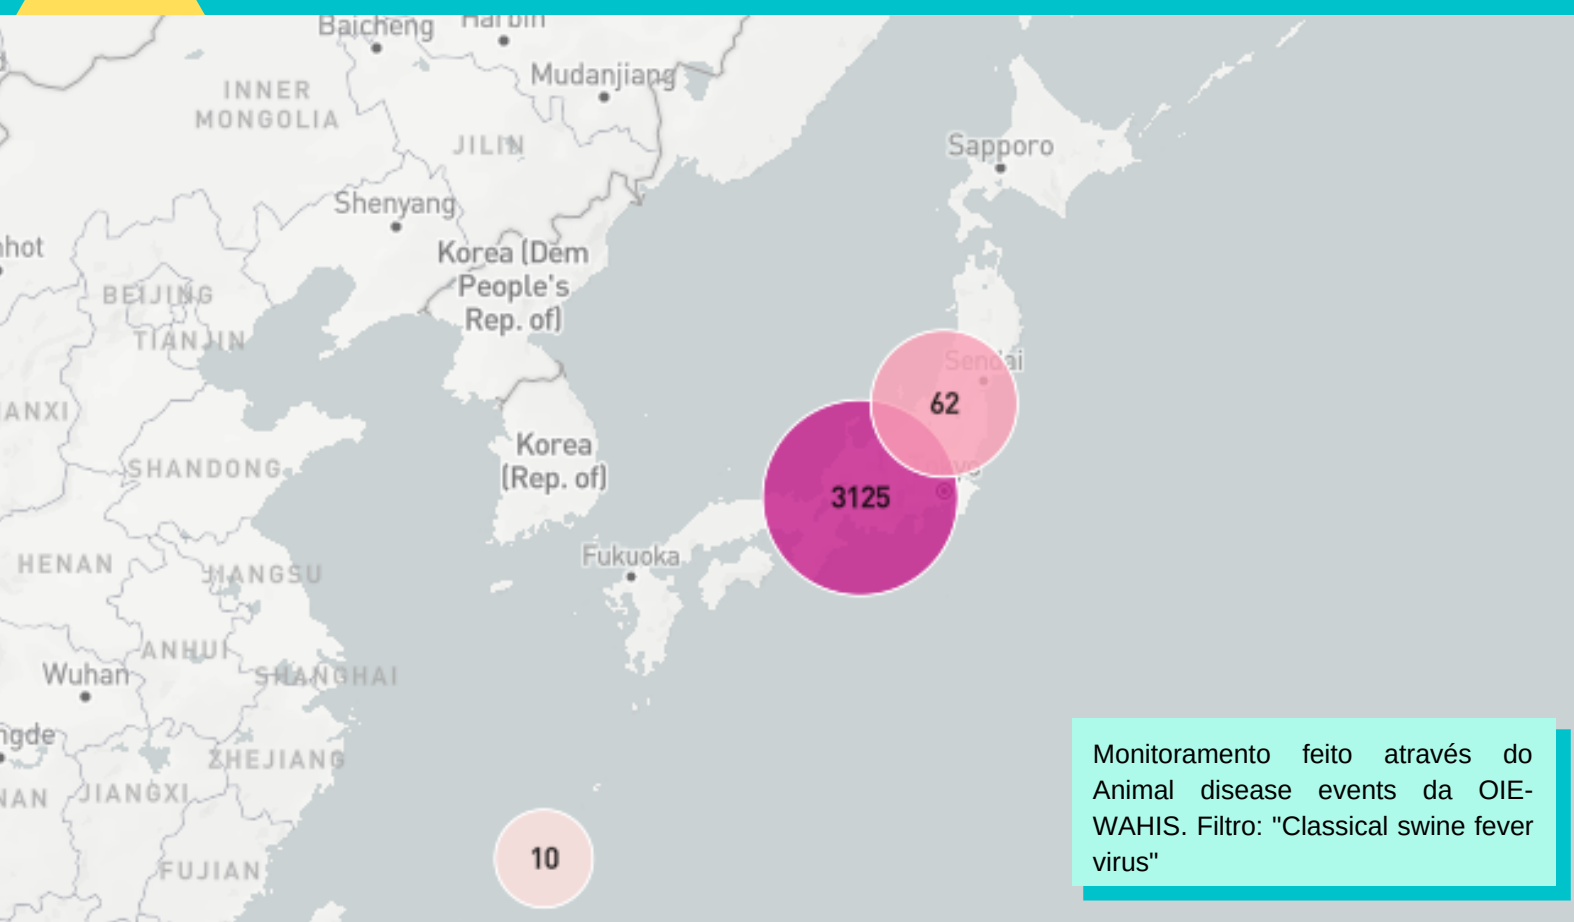 Baicheng
Harbin
Mudanjiang
INNER
MONGOLIA
JILIN
Sapporo
Shenyang
Korea (Dem
People's
Rep. of)
BEIJING
TIANJIN
Sendai
62
SHANDONG
Korea
(Rep. of)
3125
Fukuoka
HENAN
JIANGSU
ANHUI
Wuhan
SHANGHAI
ZHEJIANG
JIANGXI
FUJIAN
10
Monitoramento feito através do
Animal disease events da OIE-
WAHIS. Filtro: "Classical swine fever
virus"